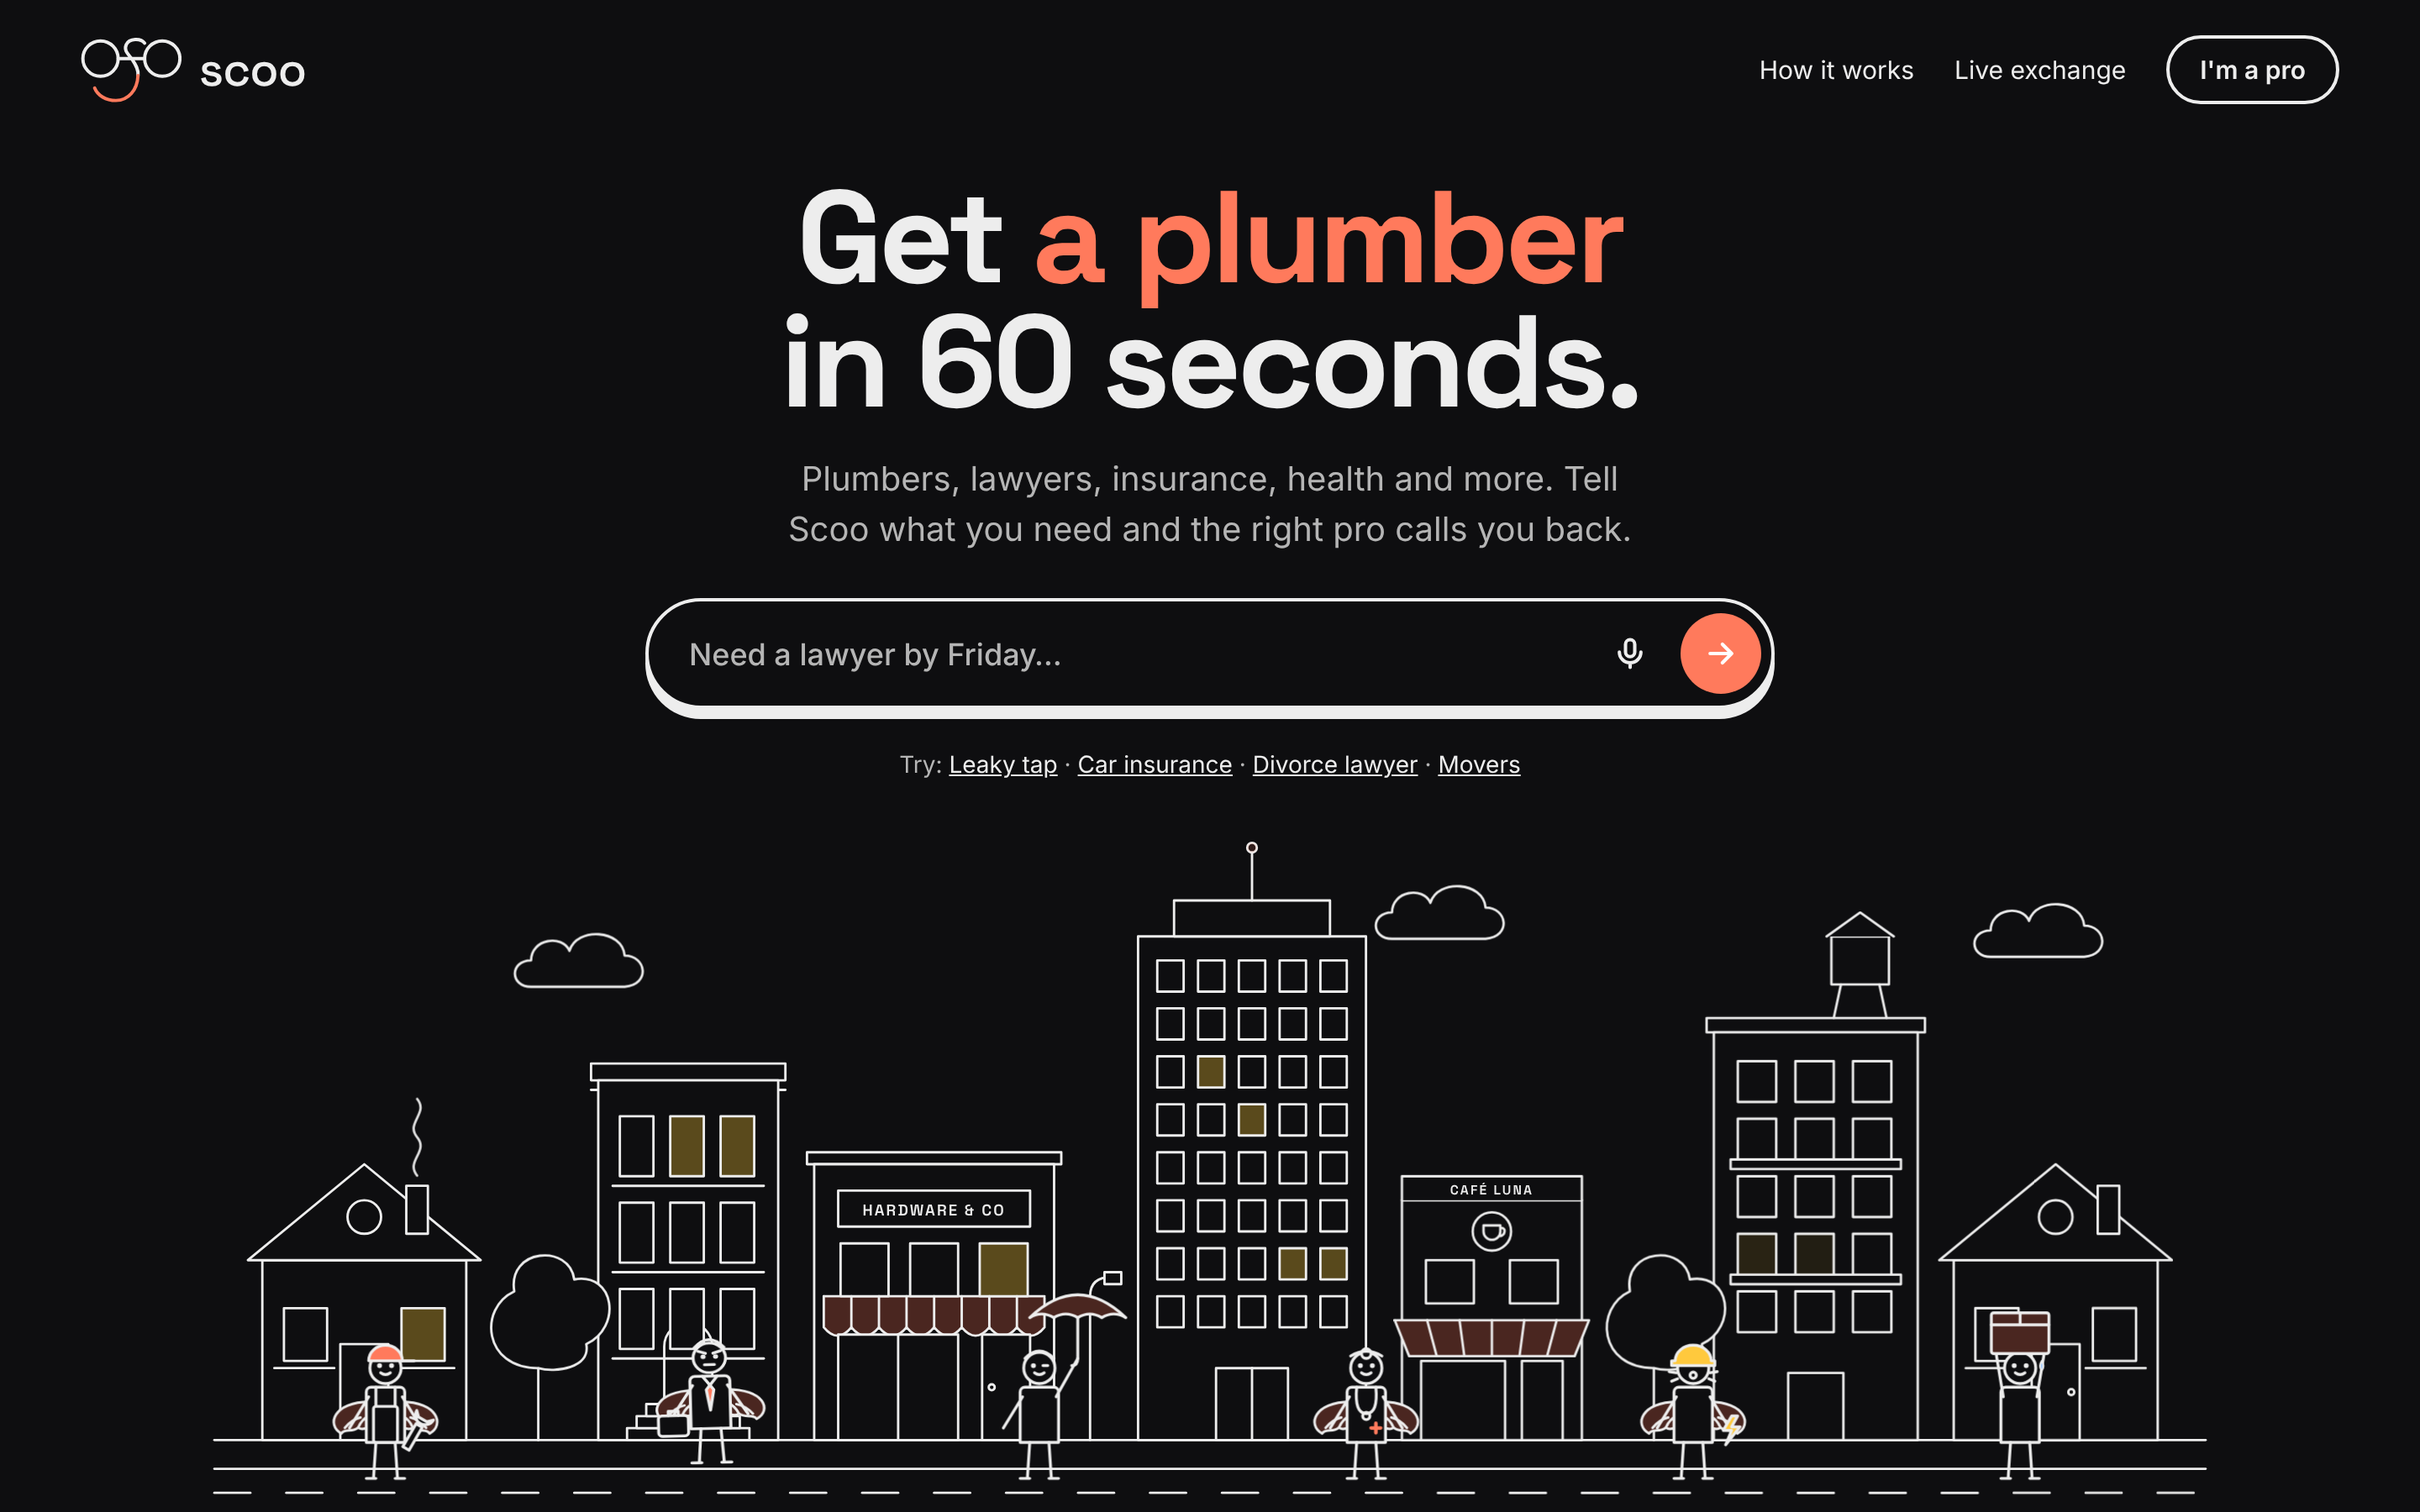 scoo
How it works
Live exchange
I'm a pro
Get a plumber
in 60 seconds.
Plumbers, lawyers, insurance, health and more. Tell
Scoo what you need and the right pro calls you back.
Need a lawyer by Friday...
Try: Leaky tap · Car insurance · Divorce lawyer · Movers
CAFÉ LUNA
HARDWARE & CO